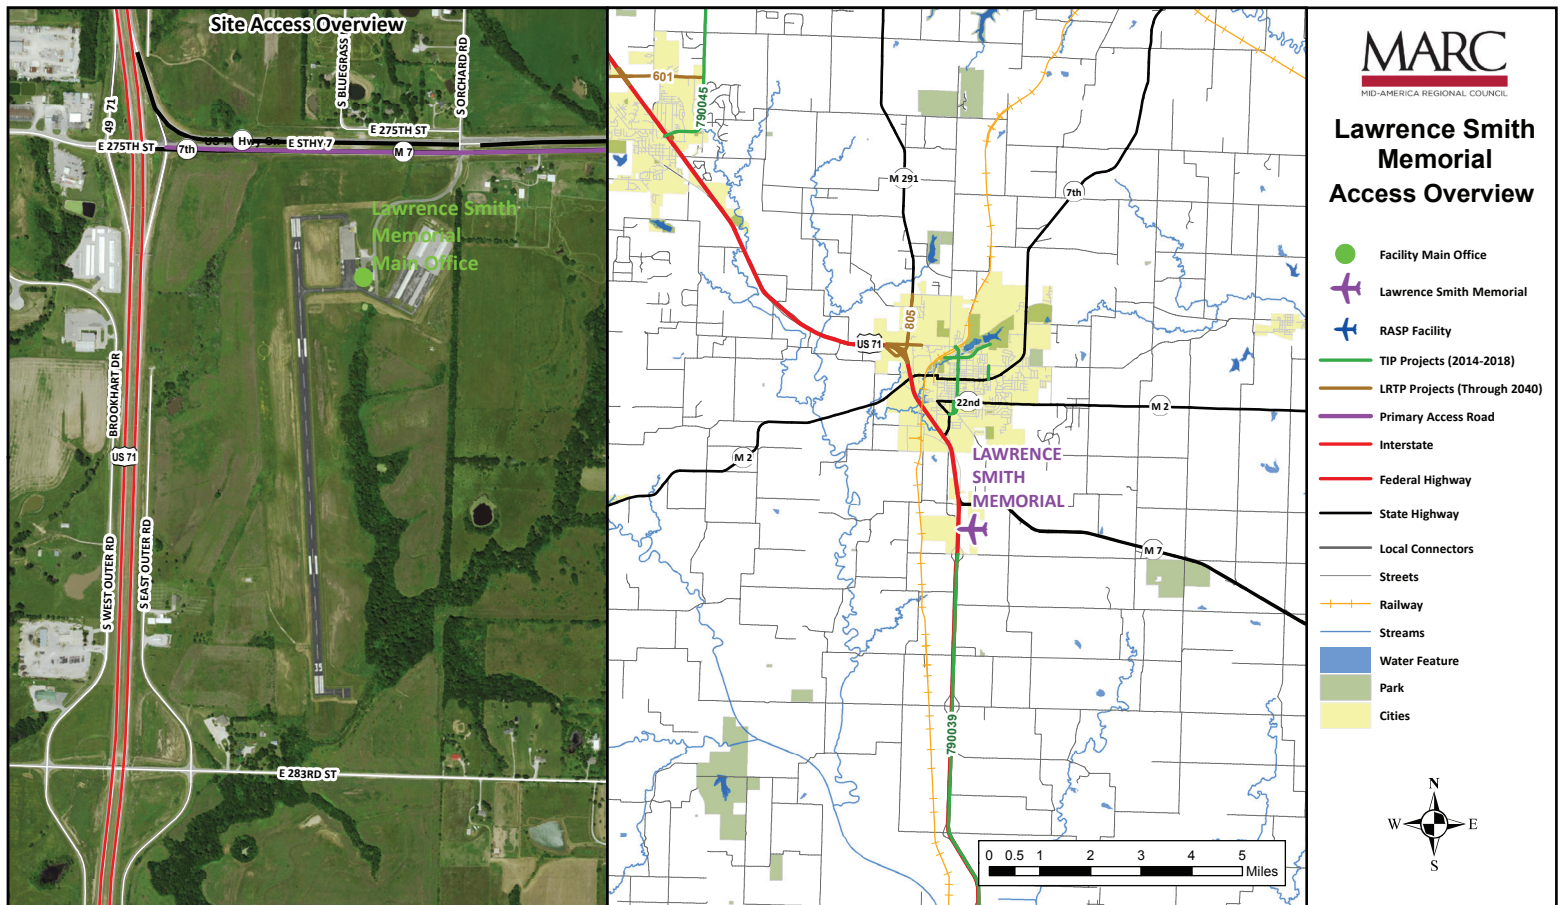 Site Access Overview
S BLUEGRASS
S ORCHARD RD
49 71
E 275TH ST
E 275TH ST
7th
Hwy
E STHY 7
M 7
Lawrence Smith
Memorial
Main Office
15
BROOKHART DR
US 71
S WEST OUTER RD
S EAST OUTER RD
E 283RD ST
601
790045
M 291
7th
805
US 71
22nd
M 2
M 2
LAWRENCE
SMITH
MEMORIAL
M 7
790039
0 0.5 1 2 3 4 5
Miles
MARC
MID-AMERICA REGIONAL COUNCIL
Lawrence Smith
Memorial
Access Overview
Facility Main Office
Lawrence Smith Memorial
RASP Facility
TIP Projects (2014-2018)
LRTP Projects (Through 2040)
Primary Access Road
Interstate
Federal Highway
State Highway
Local Connectors
Streets
Railway
Streams
Water Feature
Park
Cities
N
W E
S